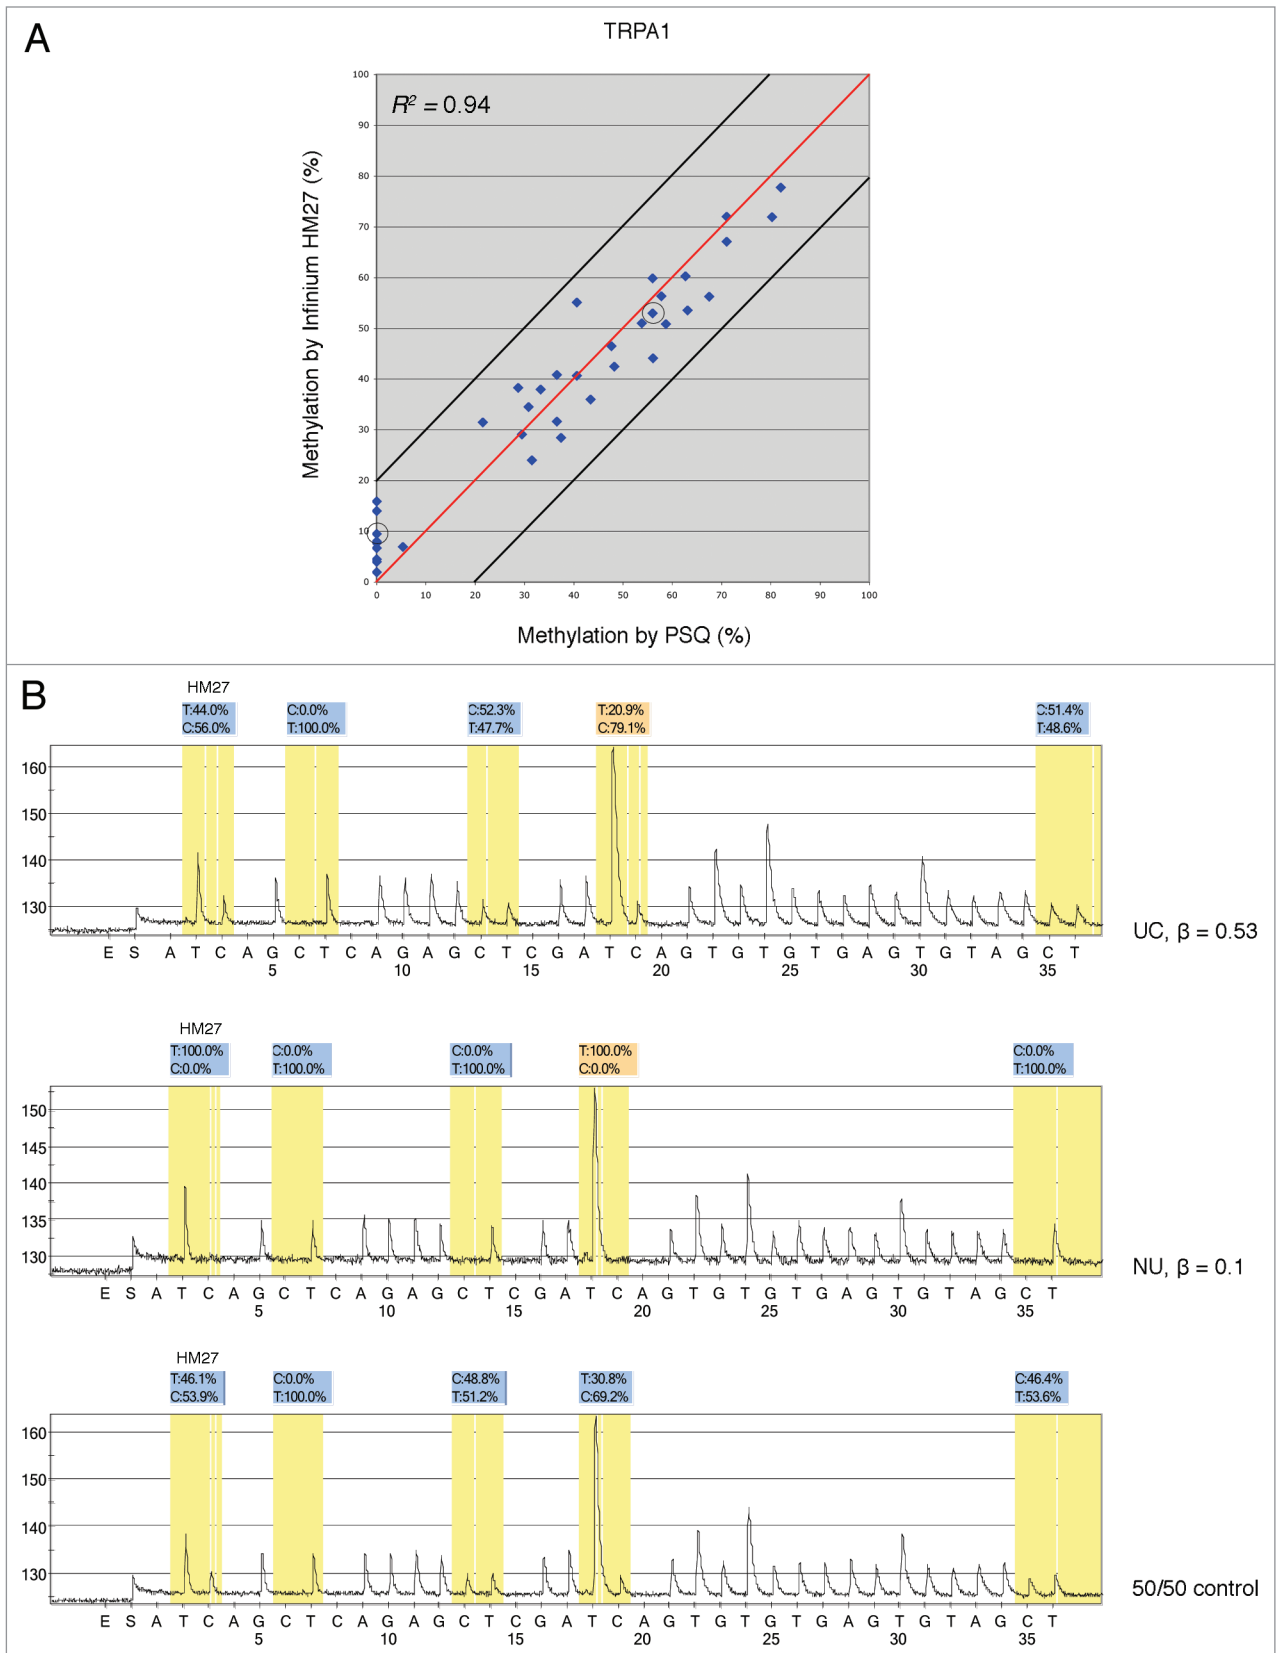 A
TRPA1
R² = 0.94
Methylation by Infinium HM27 (%)
100
90
80
70
60
50
40
30
20
10
0
0 10 20 30 40 50 60 70 80 90 100
Methylation by PSQ (%)
B
HM27
T:44.0% C:0.0% C:52.3% T:20.9% C:51.4%
C:56.0% T:100.0% T:47.7% C:79.1% T:48.6%
160
150
140
130
E S A T C A G C T C A G A G C T C G A T C A G T G T G T G A G T G T A G C T
5 10 15 20 25 30 35
UC, β = 0.53
HM27
T:100.0% C:0.0% C:0.0% T:100.0% C:0.0%
C:0.0% T:100.0% T:100.0% C:0.0% T:100.0%
150
145
140
135
130
E S A T C A G C T C A G A G C T C G A T C A G T G T G T G A G T G T A G C T
5 10 15 20 25 30 35
NU, β = 0.1
HM27
T:46.1% C:0.0% C:48.8% T:30.8% C:46.4%
C:53.9% T:100.0% T:51.2% C:69.2% T:53.6%
160
150
140
130
E S A T C A G C T C A G A G C T C G A T C A G T G T G T G A G T G T A G C T
5 10 15 20 25 30 35
50/50 control